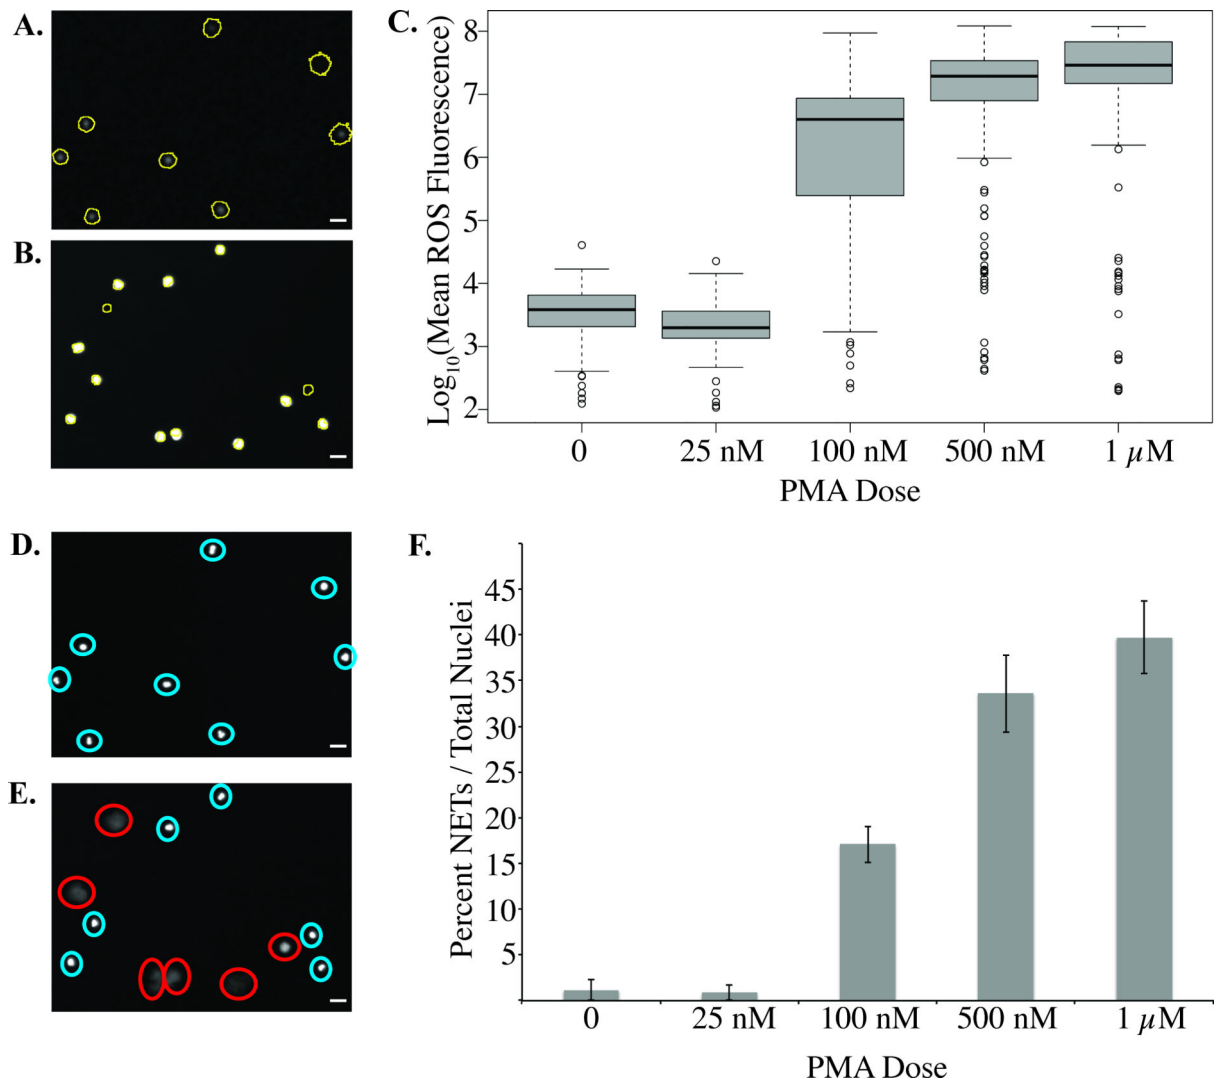 A.
B.
C.
Log10(Mean ROS Fluorescence)
8
7
6
5
4
3
2
0 25 nM 100 nM 500 nM 1 µM
PMA Dose
D.
E.
F.
Percent NETs / Total Nuclei
45
40
35
30
25
20
15
10
5
0 25 nM 100 nM 500 nM 1 µM
PMA Dose